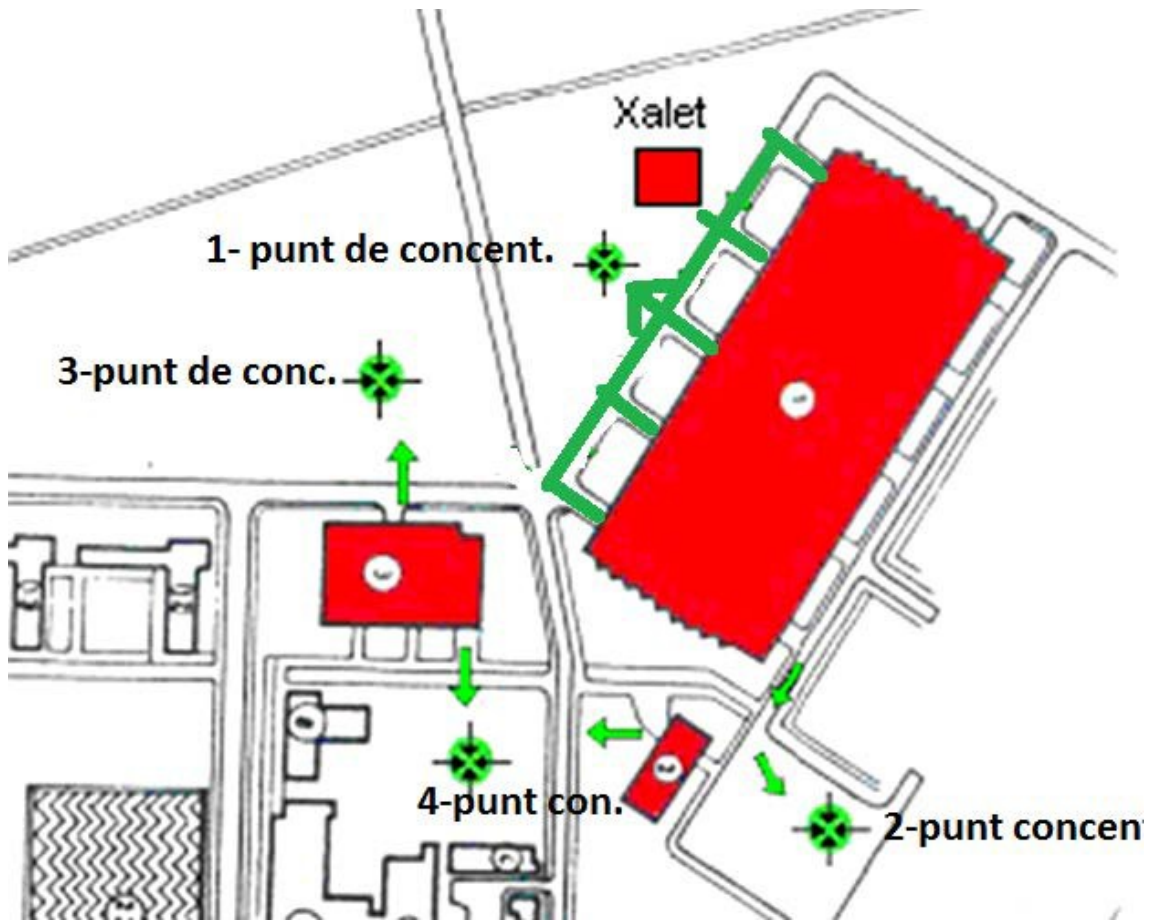 Xalet
1- punt de concent.
3-punt de conc.
4-punt con.
2-punt concent